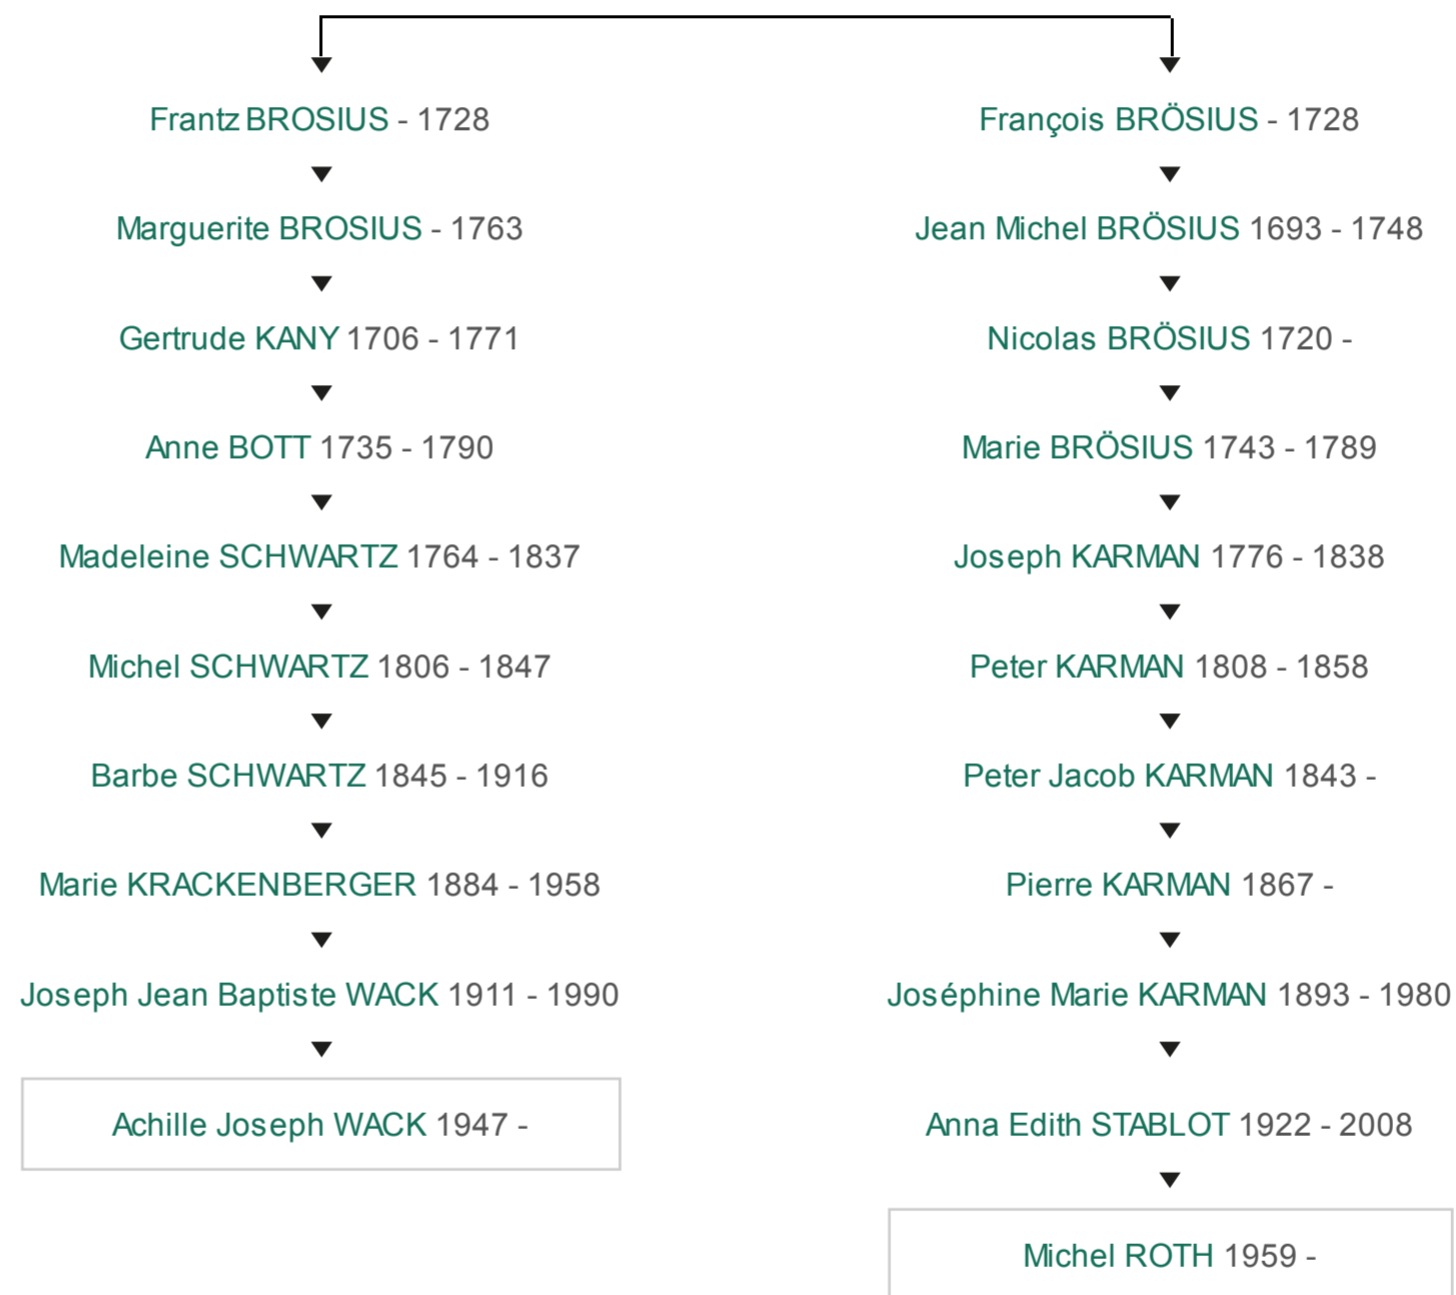 Frantz BROSIUS - 1728
Marguerite BROSIUS - 1763
Gertrude KANY 1706 - 1771
Anne BOTT 1735 - 1790
Madeleine SCHWARTZ 1764 - 1837
Michel SCHWARTZ 1806 - 1847
Barbe SCHWARTZ 1845 - 1916
Marie KRACKENBERGER 1884 - 1958
Joseph Jean Baptiste WACK 1911 - 1990
Achille Joseph WACK 1947 -
François BRÖSIUS - 1728
Jean Michel BRÖSIUS 1693 - 1748
Nicolas BRÖSIUS 1720 -
Marie BRÖSIUS 1743 - 1789
Joseph KARMAN 1776 - 1838
Peter KARMAN 1808 - 1858
Peter Jacob KARMAN 1843 -
Pierre KARMAN 1867 -
Joséphine Marie KARMAN 1893 - 1980
Anna Edith STABLOT 1922 - 2008
Michel ROTH 1959 -